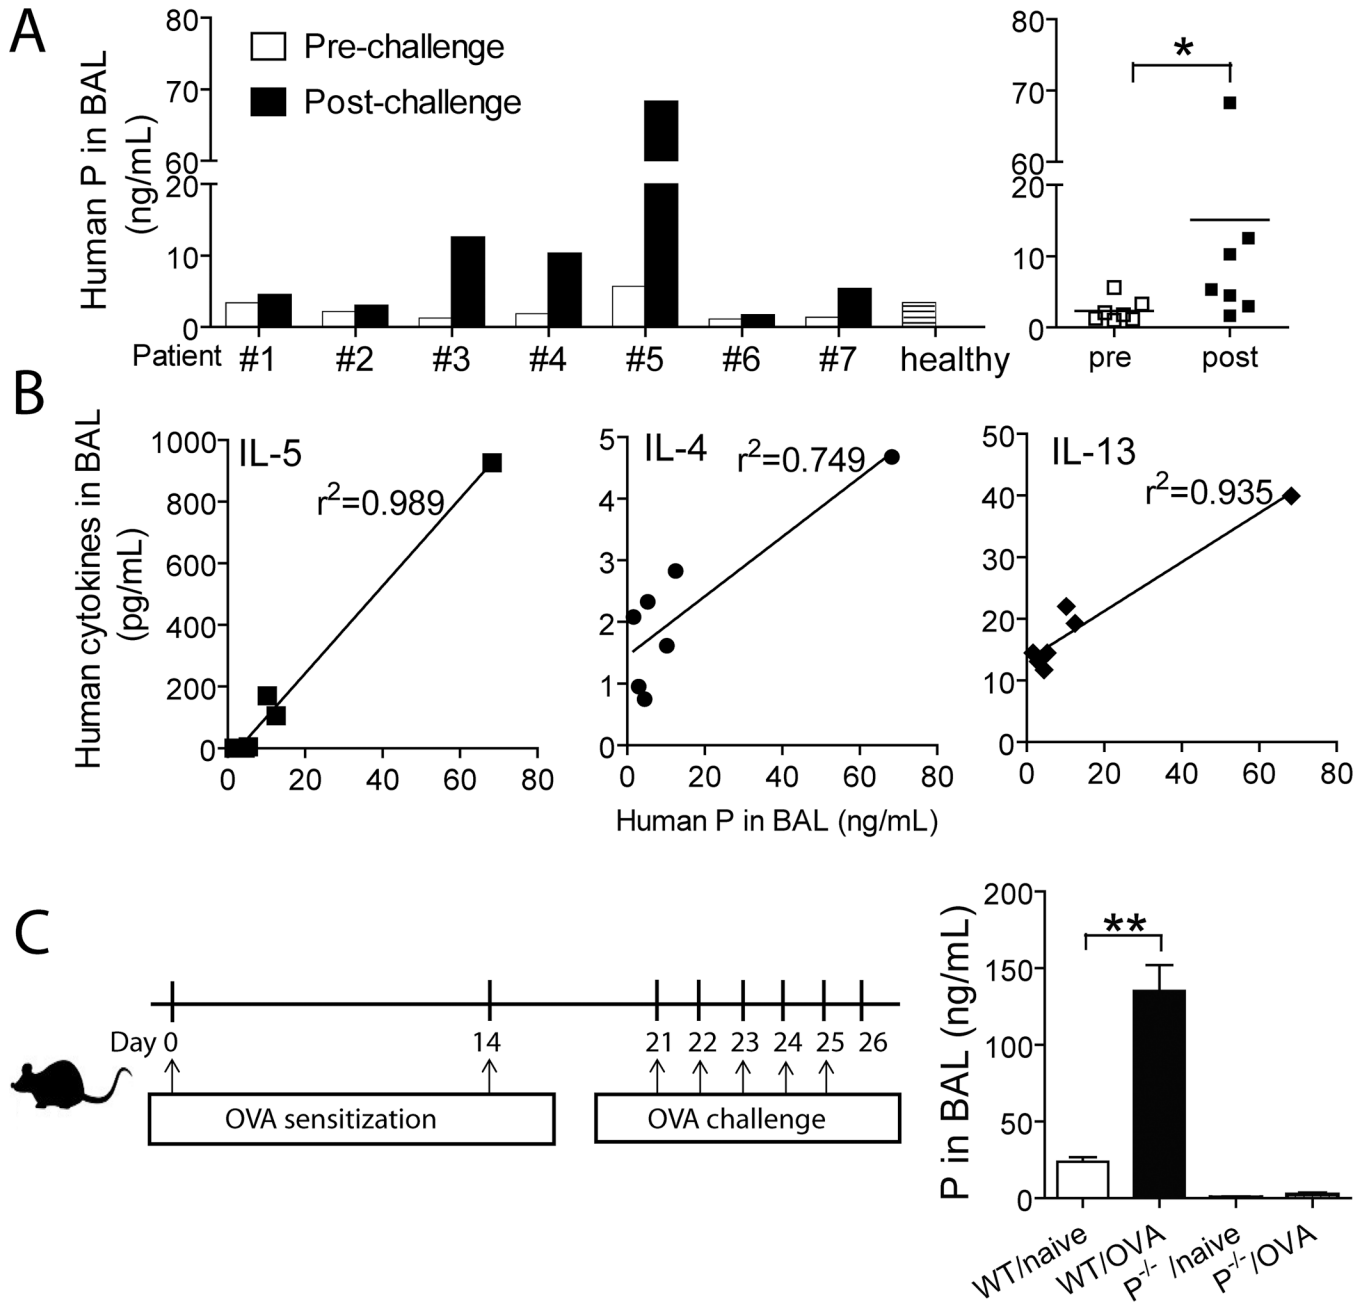 A
Human P in BAL
(ng/mL)
80
70
60
20
10
0
Pre-challenge
Post-challenge
Patient #1 #2 #3 #4 #5 #6 #7 healthy
80
70
60
20
10
0
*
pre post
B
Human cytokines in BAL
(pg/mL)
1000
800
600
400
200
0
IL-5
r²=0.989
0 20 40 60 80
5
4
3
2
1
0
IL-4
r²=0.749
0 20 40 60 80
50
40
30
20
10
0
IL-13
r²=0.935
0 20 40 60 80
Human P in BAL (ng/mL)
C
Day 0 14 21 22 23 24 25 26
OVA sensitization
OVA challenge
P in BAL (ng/mL)
200
150
100
50
0
**
WT/naive
WT/OVA
P-/- /naive
P-/-/OVA